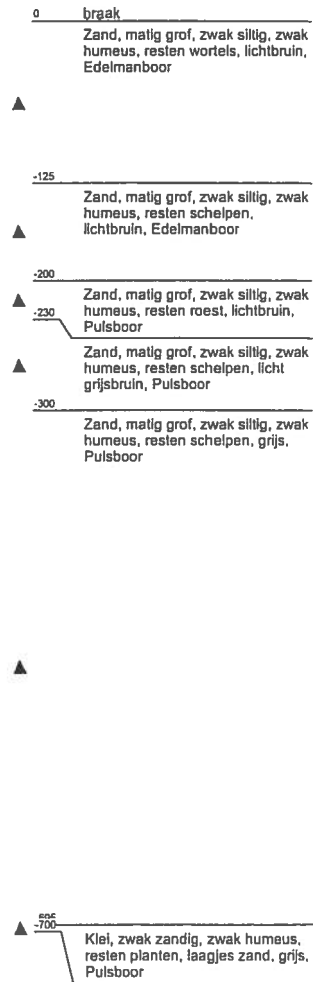 0 braak
Zand, matig grof, zwak siltig, zwak
humeus, resten wortels, lichtbruin,
Edelmanboor
-125
Zand, matig grof, zwak siltig, zwak
humeus, resten schelpen,
lichtbruin, Edelmanboor
-200
Zand, matig grof, zwak siltig, zwak
humeus, resten roest, lichtbruin,
Pulsboor
-230
Zand, matig grof, zwak siltig, zwak
humeus, resten schelpen, licht
grijsbruin, Pulsboor
-300
Zand, matig grof, zwak siltig, zwak
humeus, resten schelpen, grijs,
Pulsboor
-695
-700
Klei, zwak zandig, zwak humeus,
resten planten, laagjes zand, grijs,
Pulsboor